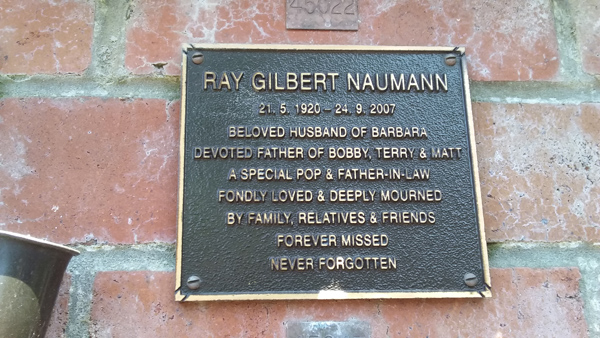 45022
RAY GILBERT NAUMANN
21. 5. 1920 – 24. 9. 2007
BELOVED HUSBAND OF BARBARA
DEVOTED FATHER OF BOBBY, TERRY & MATT
A SPECIAL POP & FATHER-IN-LAW
FONDLY LOVED & DEEPLY MOURNED
BY FAMILY, RELATIVES & FRIENDS
FOREVER MISSED
NEVER FORGOTTEN